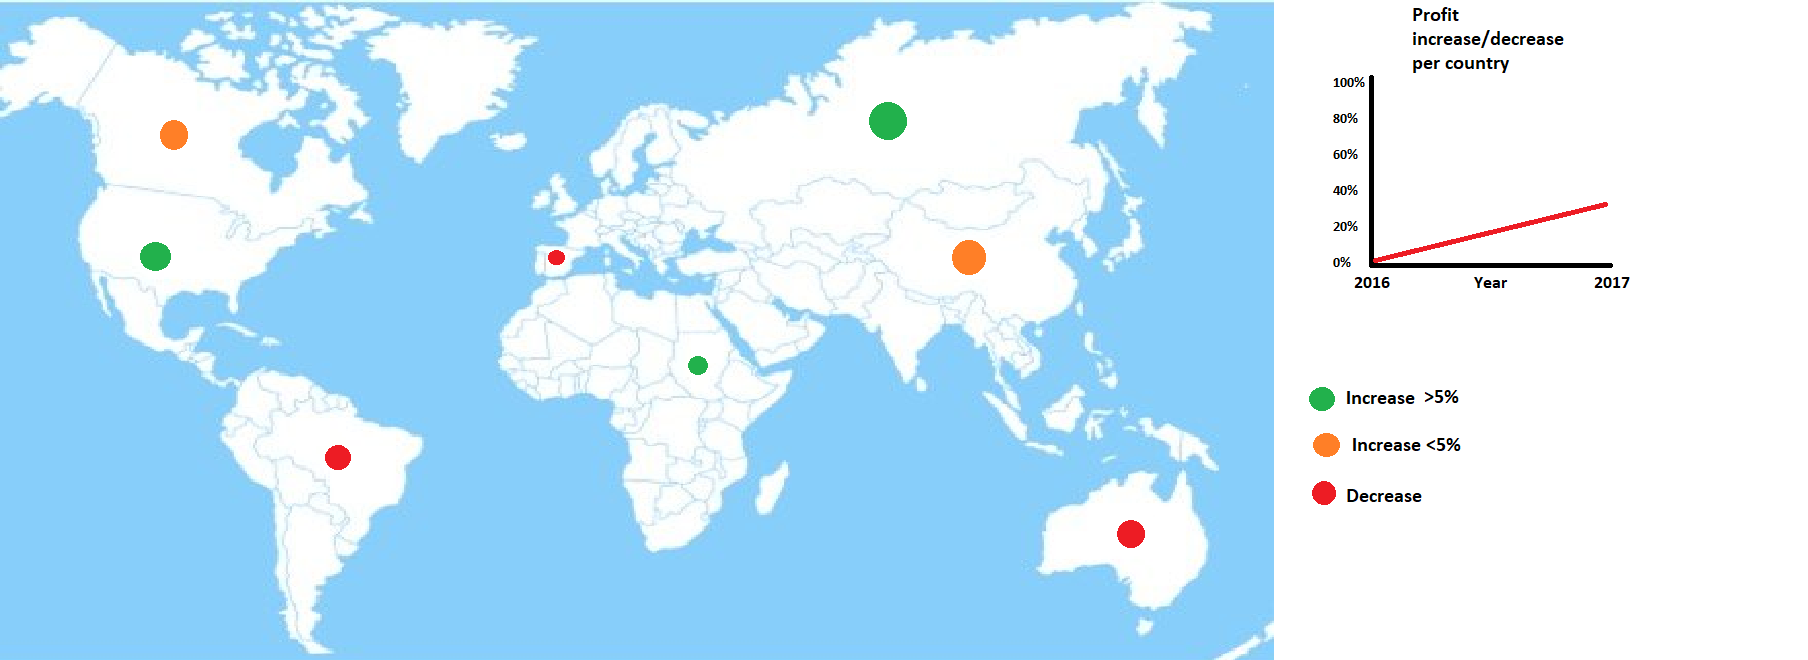 Profit
increase/decrease
per country
100%
80%
60%
40%
20%
0%
2016 Year 2017
Increase >5%
Increase <5%
Decrease